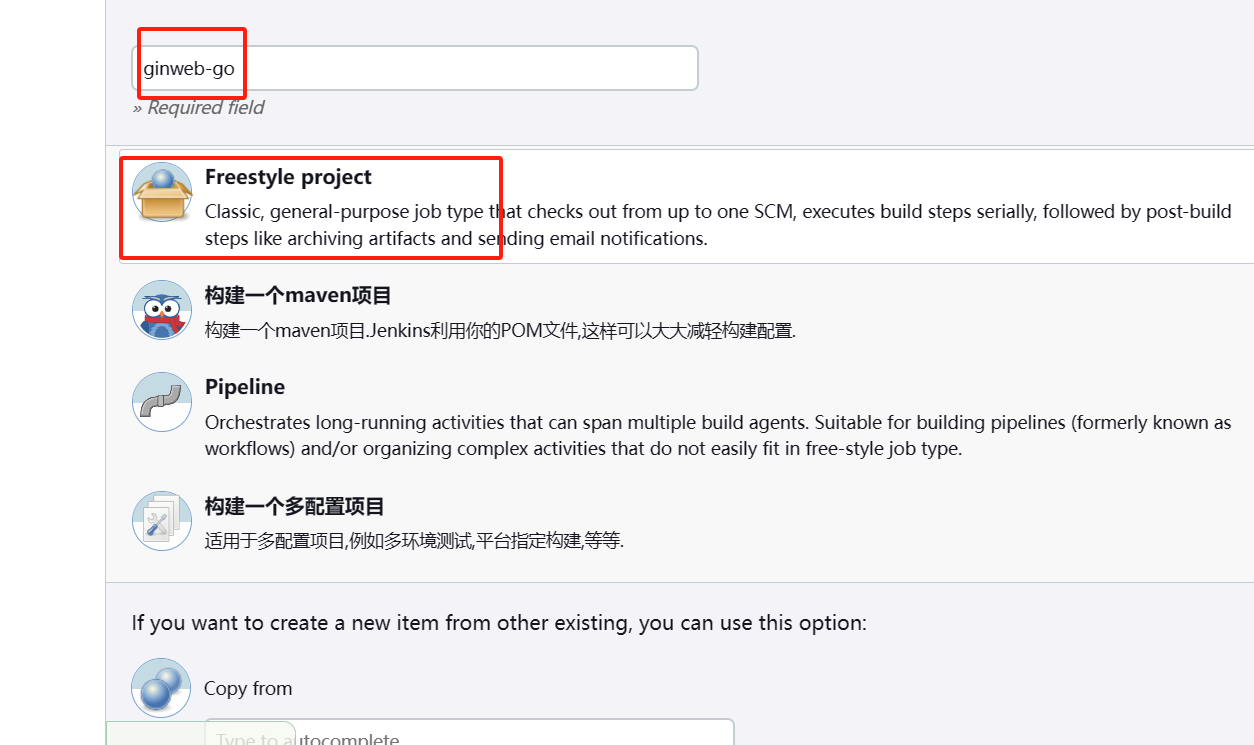 ginweb-go
» Required field
Freestyle project
Classic, general-purpose job type that checks out from up to one SCM, executes build steps serially, followed by post-build
steps like archiving artifacts and sending email notifications.
构建一个maven项目
构建一个maven项目.Jenkins利用你的POM文件,这样可以大大减轻构建配置.
Pipeline
Orchestrates long-running activities that can span multiple build agents. Suitable for building pipelines (formerly known as
workflows) and/or organizing complex activities that do not easily fit in free-style job type.
构建一个多配置项目
适用于多配置项目,例如多环境测试,平台指定构建,等等.
If you want to create a new item from other existing, you can use this option:
Copy from
Type to autocomplete